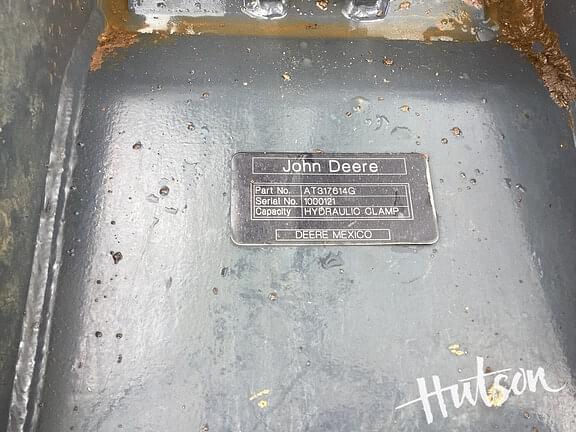 John Deere
Part No. AT317614G
Serial No. 1000121
Capacity HYDRAULIC CLAMP
DEERE MEXICO
Hutson